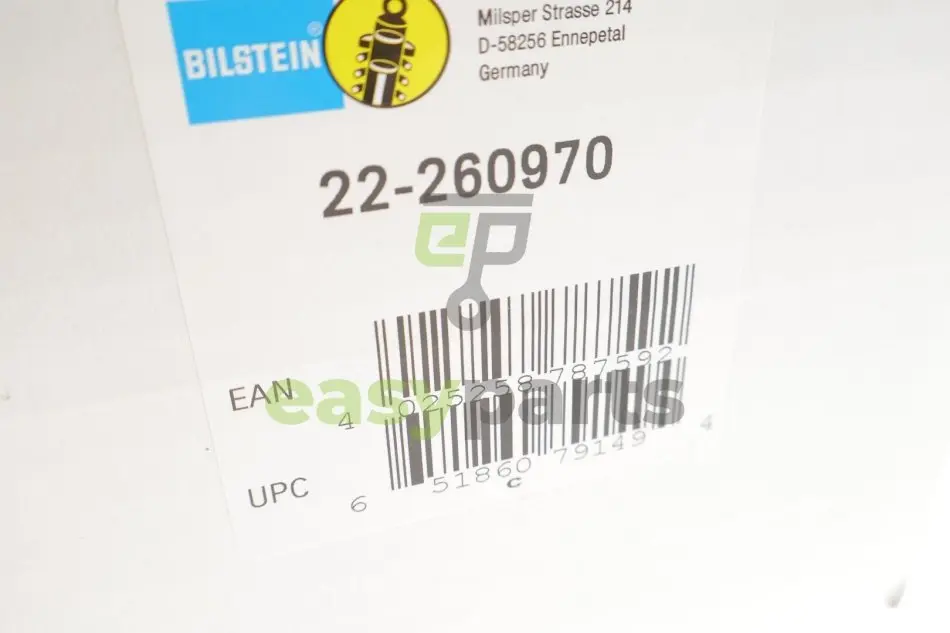 BILSTEIN®
Milsper Strasse 214
D-58256 Ennepetal
Germany
22-260970
ep
EAN
4 025258 787592
easyparts
UPC
6 51860 79149 4
C